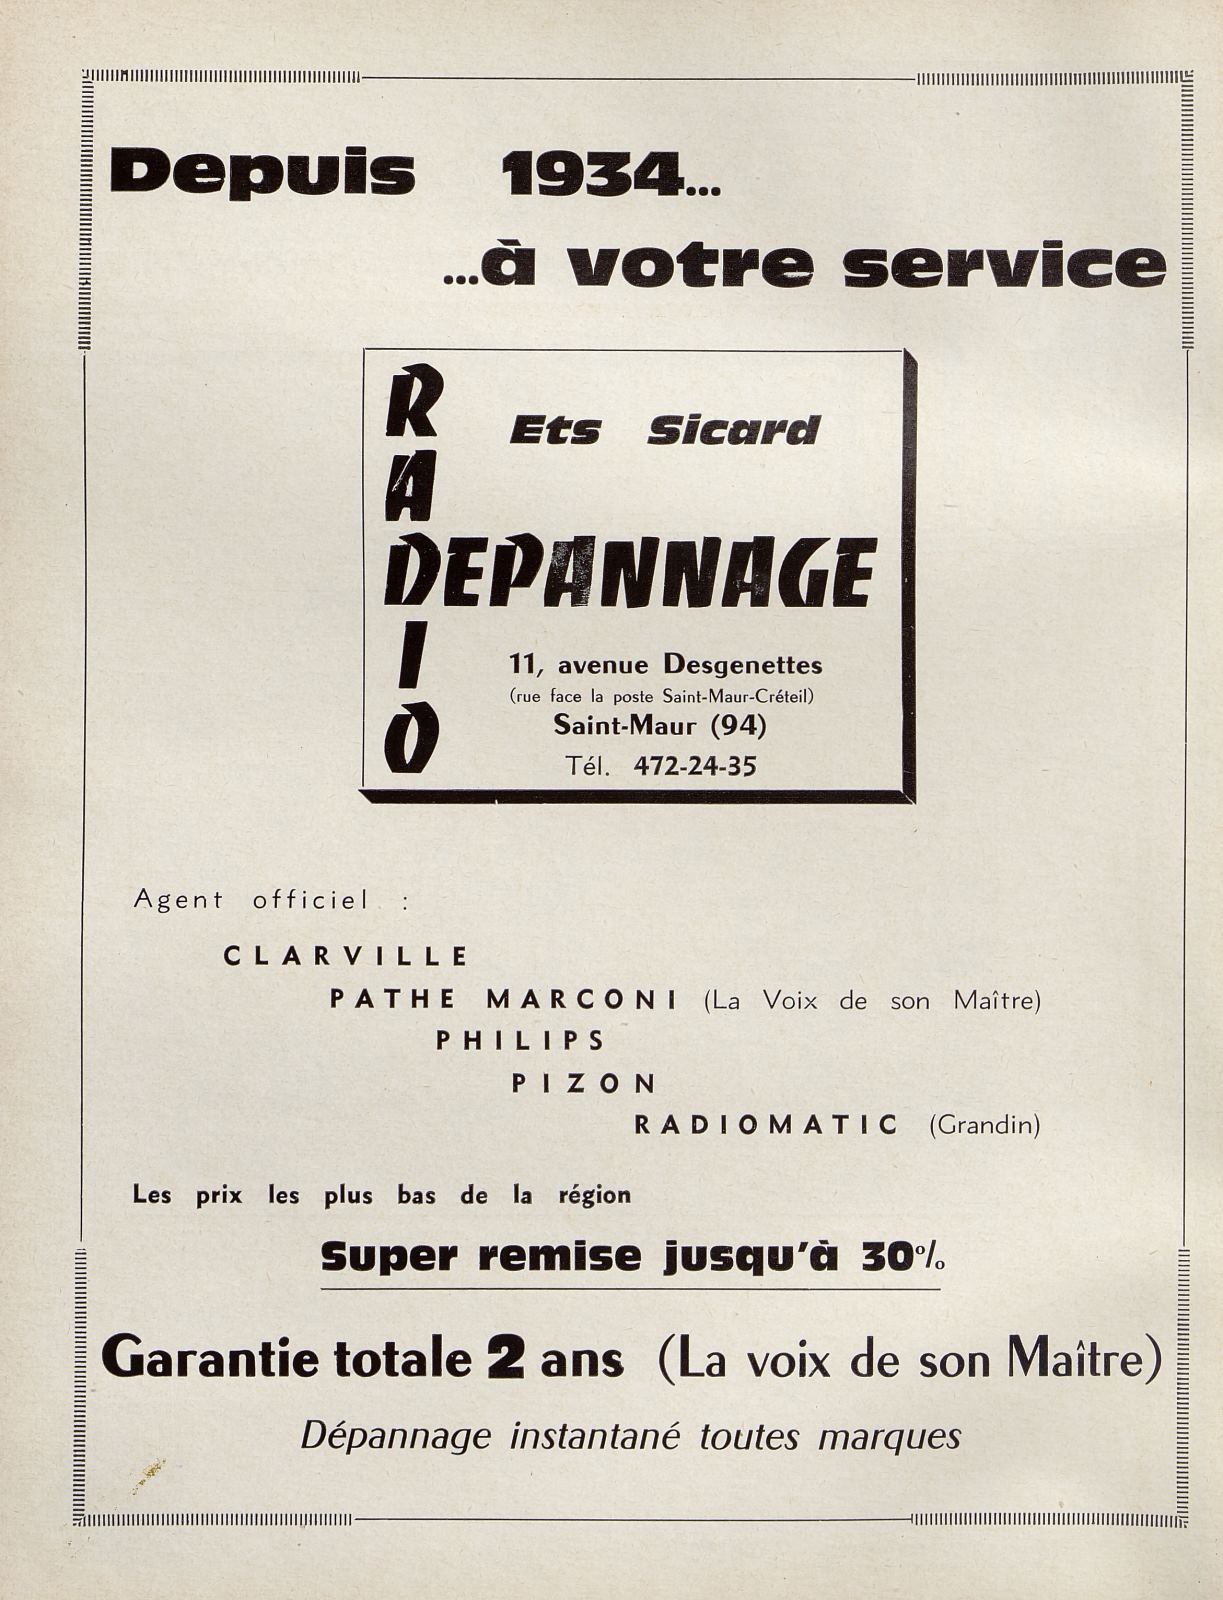 Depuis 1934...
...à votre service
RADIO
Ets Sicard
DEPANNAGE
11, avenue Desgenettes
(rue face la poste Saint-Maur-Créteil)
Saint-Maur (94)
Tél. 472-24-35
Agent officiel :
CLARVILLE
PATHE MARCONI (La Voix de son Maître)
PHILIPS
PIZON
RADIOMATIC (Grandin)
Les prix les plus bas de la région
Super remise jusqu'à 30%
Garantie totale 2 ans (La voix de son Maître)
Dépannage instantané toutes marques